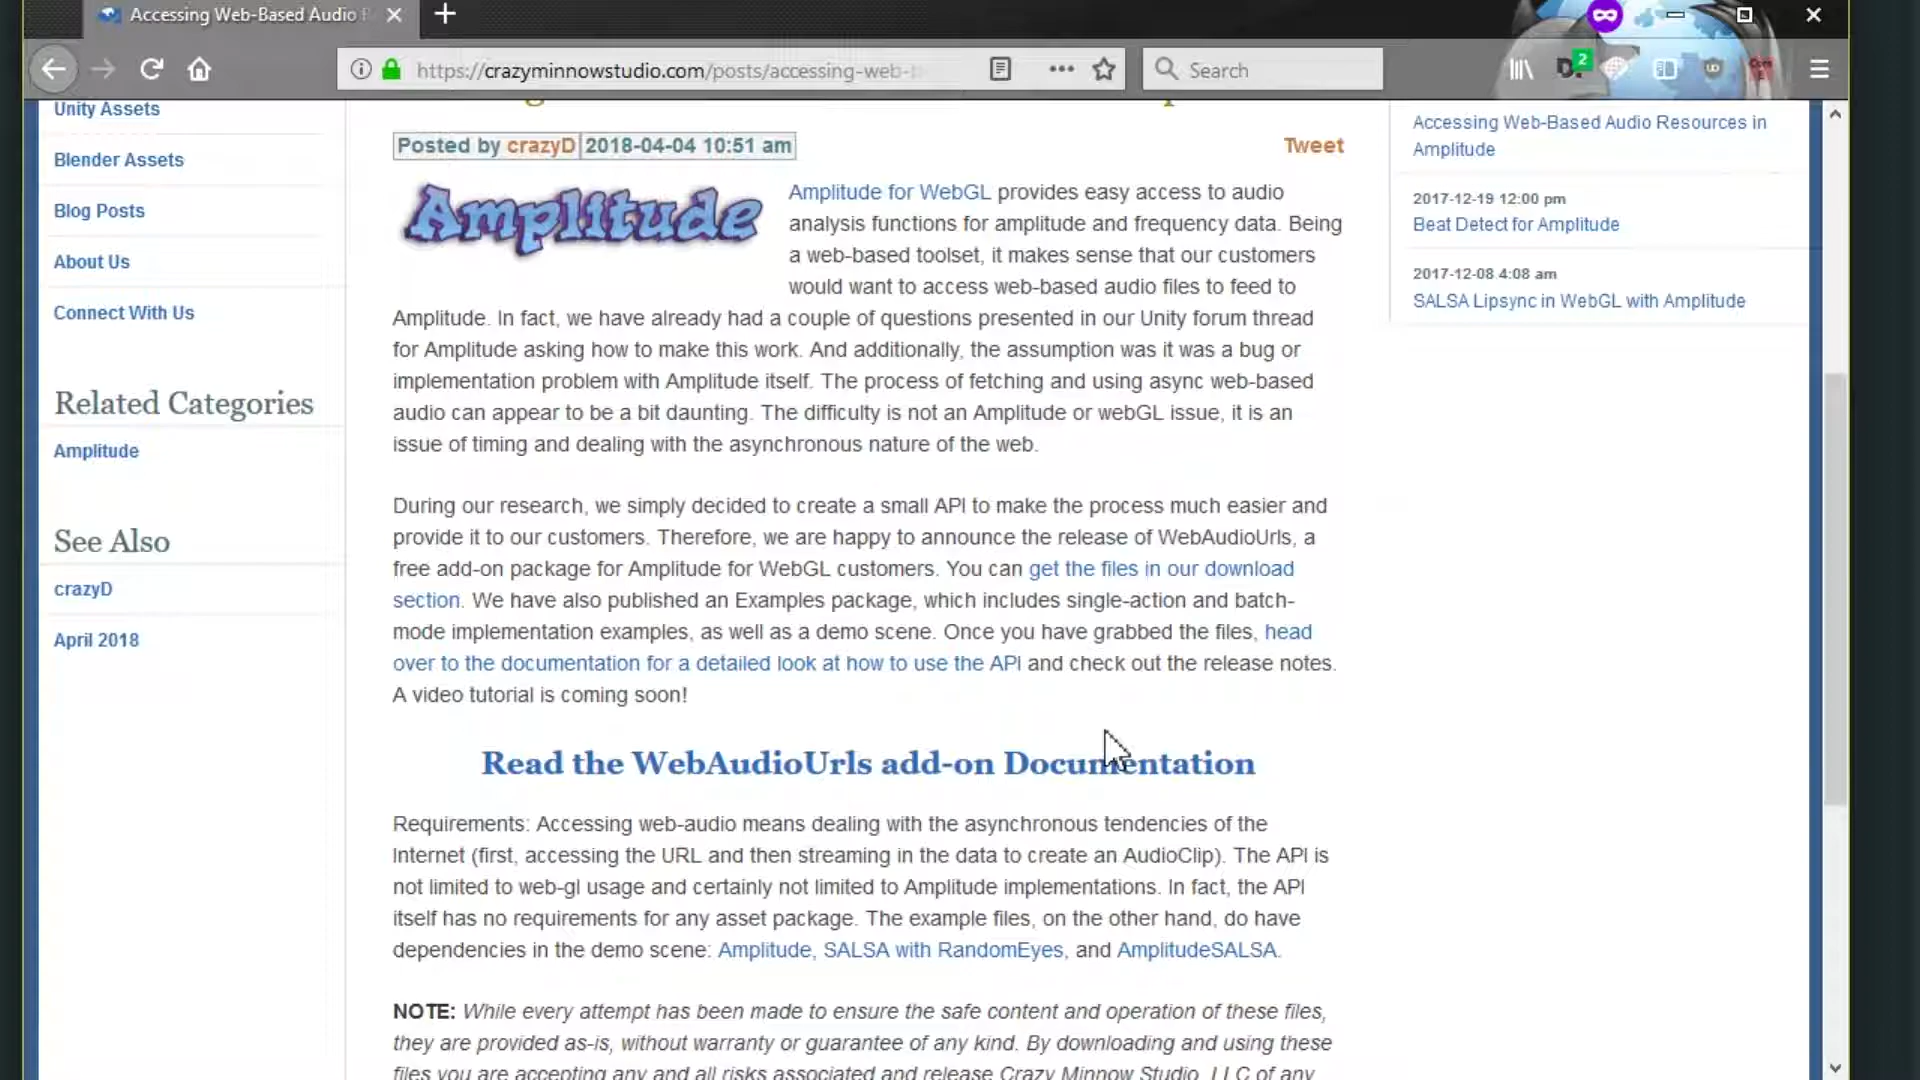 Accessing Web-Based Audio
https://crazyminnowstudio.com/posts/accessing-web-
Search
2
Unity Assets
Blender Assets
Blog Posts
About Us
Connect With Us
Related Categories
Amplitude
See Also
crazyD
April 2018
Posted by crazyD 2018-04-04 10:51 am
Tweet
Amplitude
Amplitude for WebGL provides easy access to audio
analysis functions for amplitude and frequency data. Being
a web-based toolset, it makes sense that our customers
would want to access web-based audio files to feed to
Amplitude. In fact, we have already had a couple of questions presented in our Unity forum thread
for Amplitude asking how to make this work. And additionally, the assumption was it was a bug or
implementation problem with Amplitude itself. The process of fetching and using async web-based
audio can appear to be a bit daunting. The difficulty is not an Amplitude or webGL issue, it is an
issue of timing and dealing with the asynchronous nature of the web.
During our research, we simply decided to create a small API to make the process much easier and
provide it to our customers. Therefore, we are happy to announce the release of WebAudioUrls, a
free add-on package for Amplitude for WebGL customers. You can get the files in our download
section. We have also published an Examples package, which includes single-action and batch-
mode implementation examples, as well as a demo scene. Once you have grabbed the files, head
over to the documentation for a detailed look at how to use the API and check out the release notes.
A video tutorial is coming soon!
Read the WebAudioUrls add-on Documentation
Requirements: Accessing web-audio means dealing with the asynchronous tendencies of the
Internet (first, accessing the URL and then streaming in the data to create an AudioClip). The API is
not limited to web-gl usage and certainly not limited to Amplitude implementations. In fact, the API
itself has no requirements for any asset package. The example files, on the other hand, do have
dependencies in the demo scene: Amplitude, SALSA with RandomEyes, and AmplitudeSALSA.
NOTE: While every attempt has been made to ensure the safe content and operation of these files,
they are provided as-is, without warranty or guarantee of any kind. By downloading and using these
files you are accepting any and all risks associated and release Crazy Minnow Studio, LLC of any
Accessing Web-Based Audio Resources in
Amplitude
2017-12-19 12:00 pm
Beat Detect for Amplitude
2017-12-08 4:08 am
SALSA Lipsync in WebGL with Amplitude